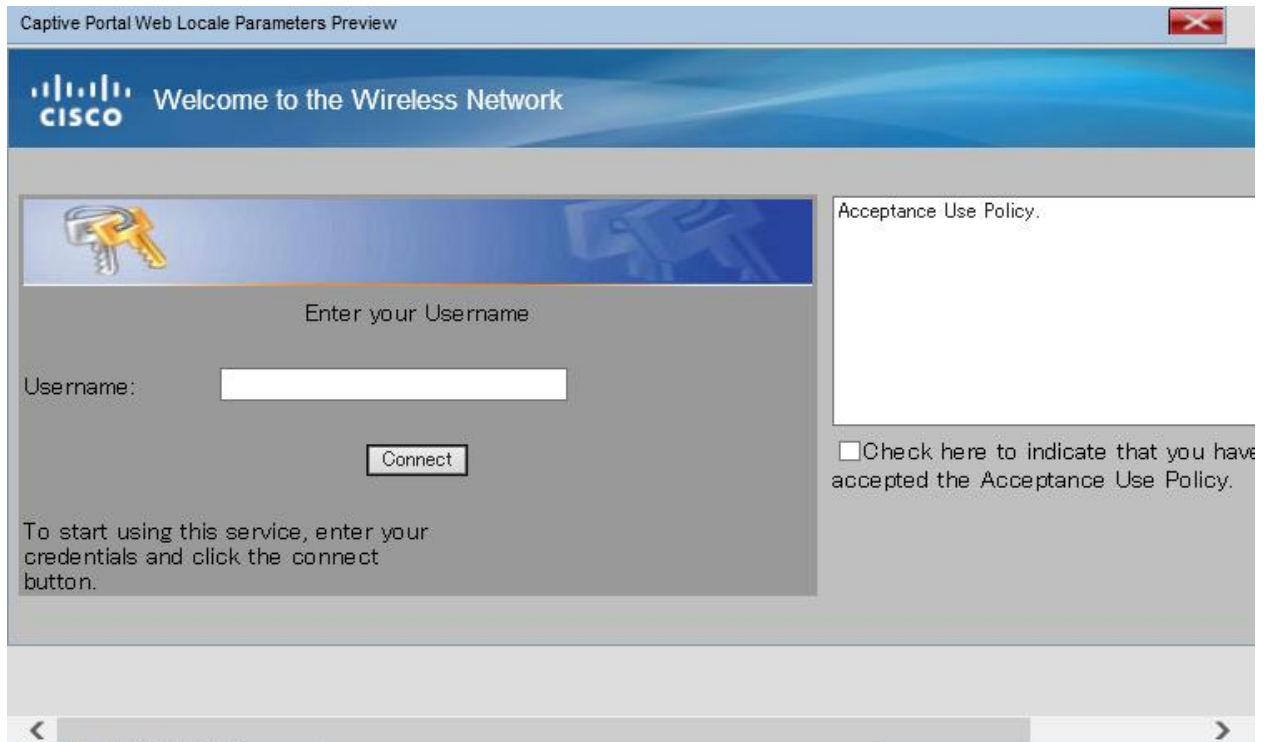 Captive Portal Web Locale Parameters Preview
CISCO
Welcome to the Wireless Network
Enter your Username
Username:
Connect
To start using this service, enter your
credentials and click the connect
button.
Acceptance Use Policy.
Check here to indicate that you have
accepted the Acceptance Use Policy.